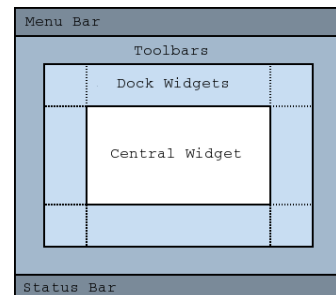 Menu Bar
Toolbars
Dock Widgets
Central Widget
Status Bar